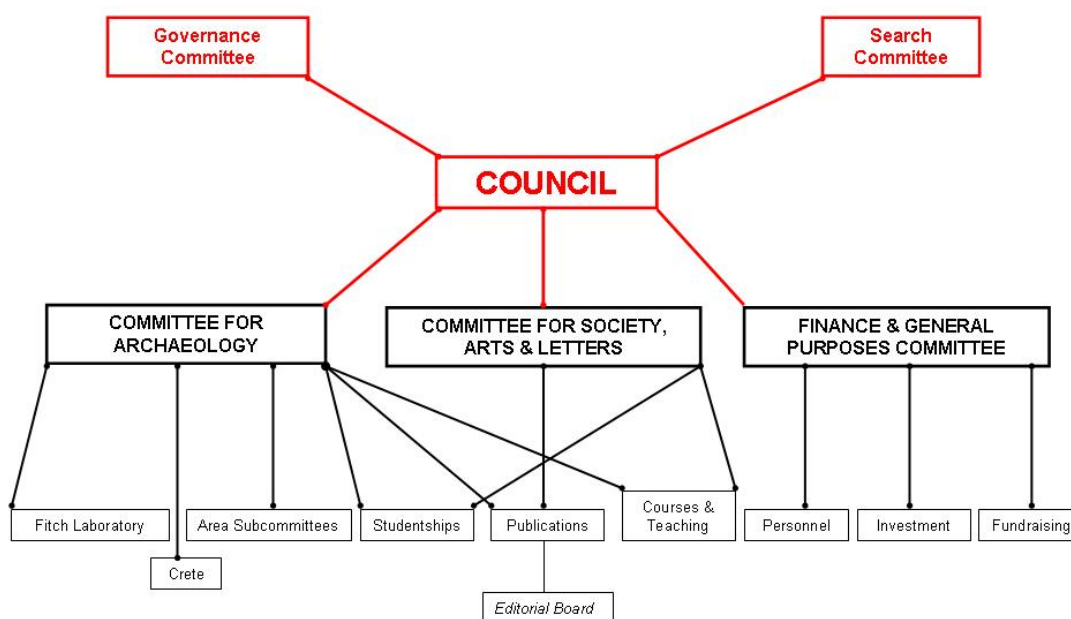 Governance
Committee
Search
Committee
COUNCIL
COMMITTEE FOR
ARCHAEOLOGY
COMMITTEE FOR SOCIETY,
ARTS & LETTERS
FINANCE & GENERAL
PURPOSES COMMITTEE
Fitch Laboratory
Area Subcommittees
Studentships
Publications
Courses &
Teaching
Personnel
Investment
Fundraising
Crete
Editorial Board